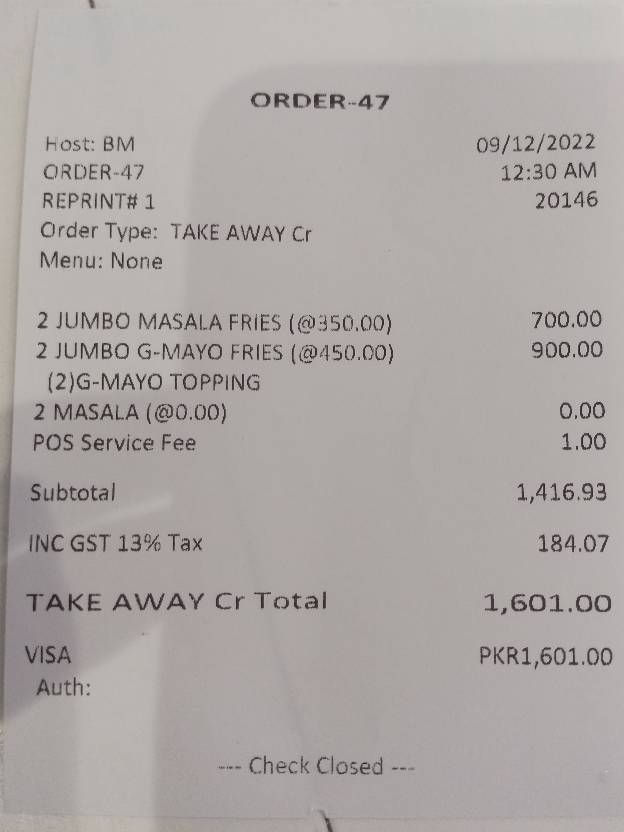 ORDER-47
Host: BM 09/12/2022
ORDER-47 12:30 AM
REPRINT# 1 20146
Order Type: TAKE AWAY Cr
Menu: None
2 JUMBO MASALA FRIES (@350.00) 700.00
2 JUMBO G-MAYO FRIES (@450.00) 900.00
(2)G-MAYO TOPPING
2 MASALA (@0.00) 0.00
POS Service Fee 1.00
Subtotal 1,416.93
INC GST 13% Tax 184.07
TAKE AWAY Cr Total 1,601.00
VISA PKR1,601.00
Auth:
--- Check Closed ---